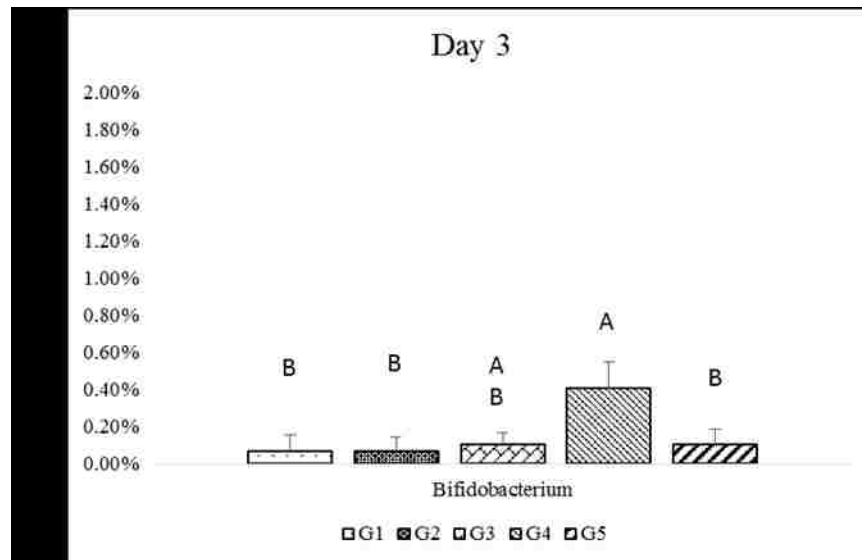 Day 3
2.00%
1.80%
1.60%
1.40%
1.20%
1.00%
0.80%
0.60%
0.40%
0.20%
0.00%
B
B
A
B
A
B
Bifidobacterium
G1 G2 G3 G4 G5